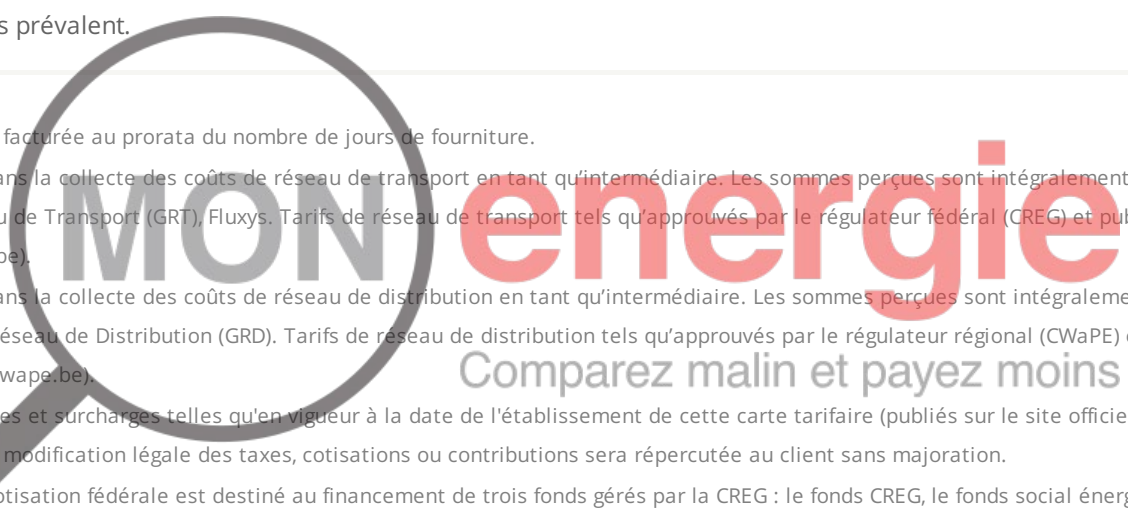 s prévalent.
facturée au prorata du nombre de jours de fourniture.
ans la collecte des coûts de réseau de transport en tant qu'intermédiaire. Les sommes perçues sont intégralement
u de Transport (GRT), Fluxys. Tarifs de réseau de transport tels qu'approuvés par le régulateur fédéral (CREG) et pub
be).
MON energie
ans la collecte des coûts de réseau de distribution en tant qu'intermédiaire. Les sommes perçues sont intégraleme
éseau de Distribution (GRD). Tarifs de réseau de distribution tels qu'approuvés par le régulateur régional (CWaPE) e
wape.be).
Comparez malin et payez moins
es et surcharges telles qu'en vigueur à la date de l'établissement de cette carte tarifaire (publiés sur le site officie
modification légale des taxes, cotisations ou contributions sera répercutée au client sans majoration.
otisation fédérale est destiné au financement de trois fonds gérés par la CREG : le fonds CREG, le fonds social énerg